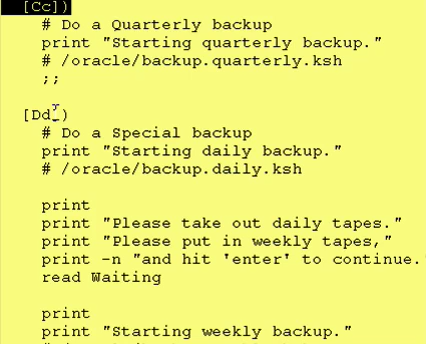 [Cc])
# Do a Quarterly backup
print "Starting quarterly backup."
# /oracle/backup.quarterly.ksh
;;
[Dd])
# Do a Special backup
print "Starting daily backup."
# /oracle/backup.daily.ksh
print
print "Please take out daily tapes."
print "Please put in weekly tapes,"
print -n "and hit 'enter' to continue.
read Waiting
print
print "Starting weekly backup."